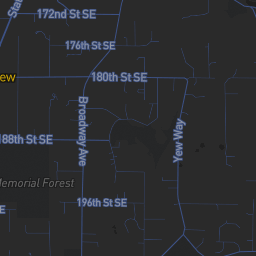 172nd St SE
Stat
176th St SE
ew
180th St SE
Broadway Ave
Yew Way
188th St SE
Memorial Forest
196th St SE
E